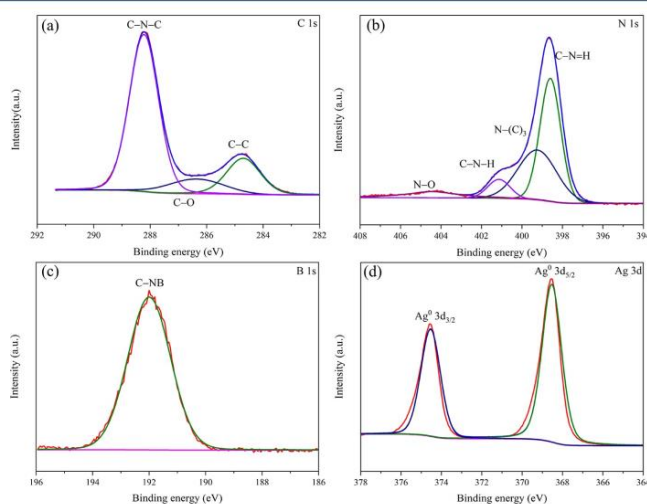 (a)
C 1s
C−N−C
C−C
C−O
Intensity(a.u.)
292 290 288 286 284 282
Binding energy (eV)
(b)
N 1s
C−N=H
N−(C)₃
C−N−H
N−O
Intensity(a.u.)
408 406 404 402 400 398 396 394
Binding energy (eV)
(c)
B 1s
C−NB
Intensity (a.u.)
196 194 192 190 188 186
Binding energy (eV)
(d)
Ag 3d
Ag⁰ 3d₅/₂
Ag⁰ 3d₃/₂
Intensity (a.u.)
378 376 374 372 370 368 366 364
Binding energy (eV)